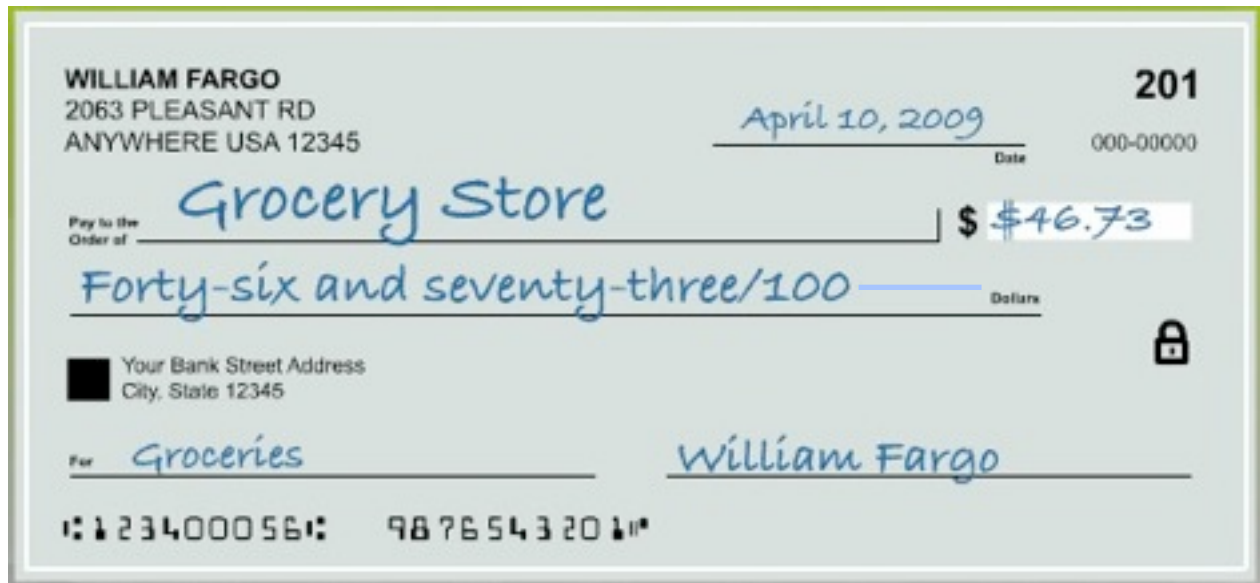 WILLIAM FARGO
2063 PLEASANT RD
ANYWHERE USA 12345
201
April 10, 2009
Date
000-00000
Pay to the
Order of
Grocery Store
$ $46.73
Forty-six and seventy-three/100
Dollars
Your Bank Street Address
City, State 12345
For Groceries
William Fargo
⑆123400056⑆ 9876543201⑈